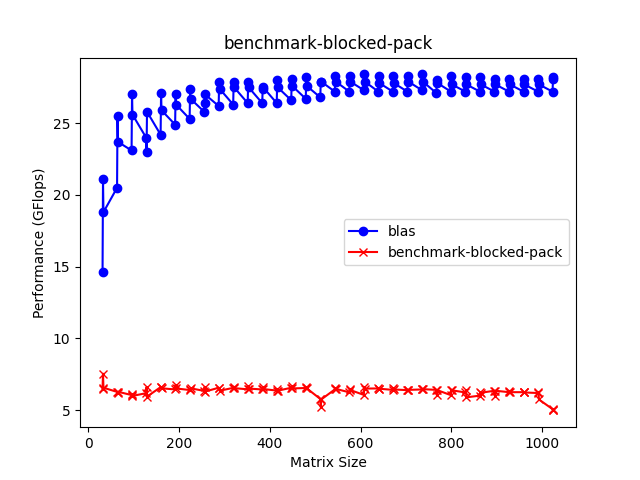 benchmark-blocked-pack
Performance (GFlops)
25
20
15
10
5
blas
benchmark-blocked-pack
0
200
400
600
800
1000
Matrix Size